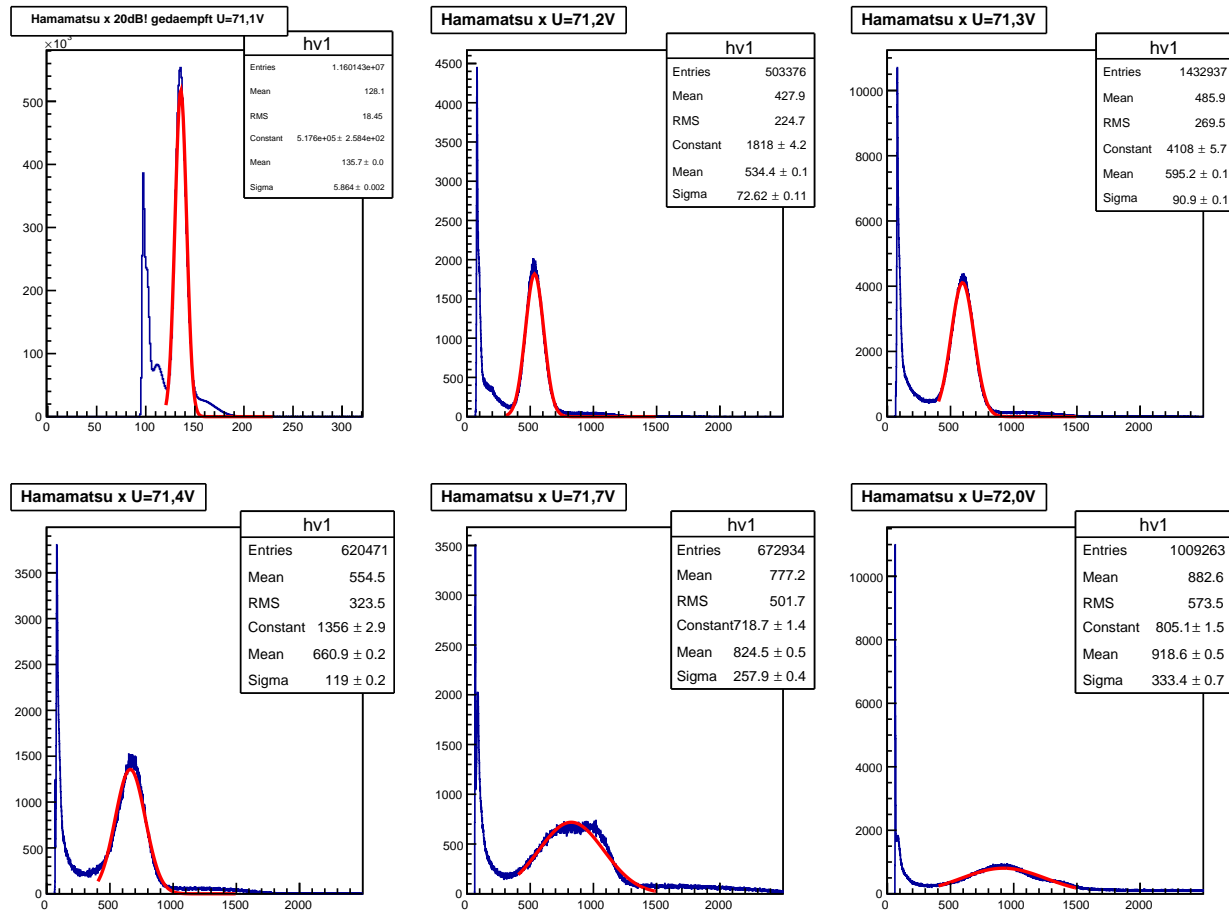 Hamamatsu x 20dB! gedaempft U=71,1V
×10³
hv1
Entries 1.160143e+07
Mean 128.1
RMS 18.45
Constant 5.176e+05 ± 2.584e+02
Mean 135.7 ± 0.0
Sigma 5.864 ± 0.002
500
400
300
200
100
0
0 50 100 150 200 250 300
Hamamatsu x U=71,2V
hv1
Entries 503376
Mean 427.9
RMS 224.7
Constant 1818 ± 4.2
Mean 534.4 ± 0.1
Sigma 72.62 ± 0.11
4500
4000
3500
3000
2500
2000
1500
1000
500
0
0 500 1000 1500 2000
Hamamatsu x U=71,3V
hv1
Entries 1432937
Mean 485.9
RMS 269.5
Constant 4108 ± 5.7
Mean 595.2 ± 0.1
Sigma 90.9 ± 0.1
10000
8000
6000
4000
2000
0
0 500 1000 1500 2000
Hamamatsu x U=71,4V
hv1
Entries 620471
Mean 554.5
RMS 323.5
Constant 1356 ± 2.9
Mean 660.9 ± 0.2
Sigma 119 ± 0.2
3500
3000
2500
2000
1500
1000
500
0
0 500 1000 1500 2000
Hamamatsu x U=71,7V
hv1
Entries 672934
Mean 777.2
RMS 501.7
Constant 718.7 ± 1.4
Mean 824.5 ± 0.5
Sigma 257.9 ± 0.4
3500
3000
2500
2000
1500
1000
500
0
0 500 1000 1500 2000
Hamamatsu x U=72,0V
hv1
Entries 1009263
Mean 882.6
RMS 573.5
Constant 805.1 ± 1.5
Mean 918.6 ± 0.5
Sigma 333.4 ± 0.7
10000
8000
6000
4000
2000
0
0 500 1000 1500 2000